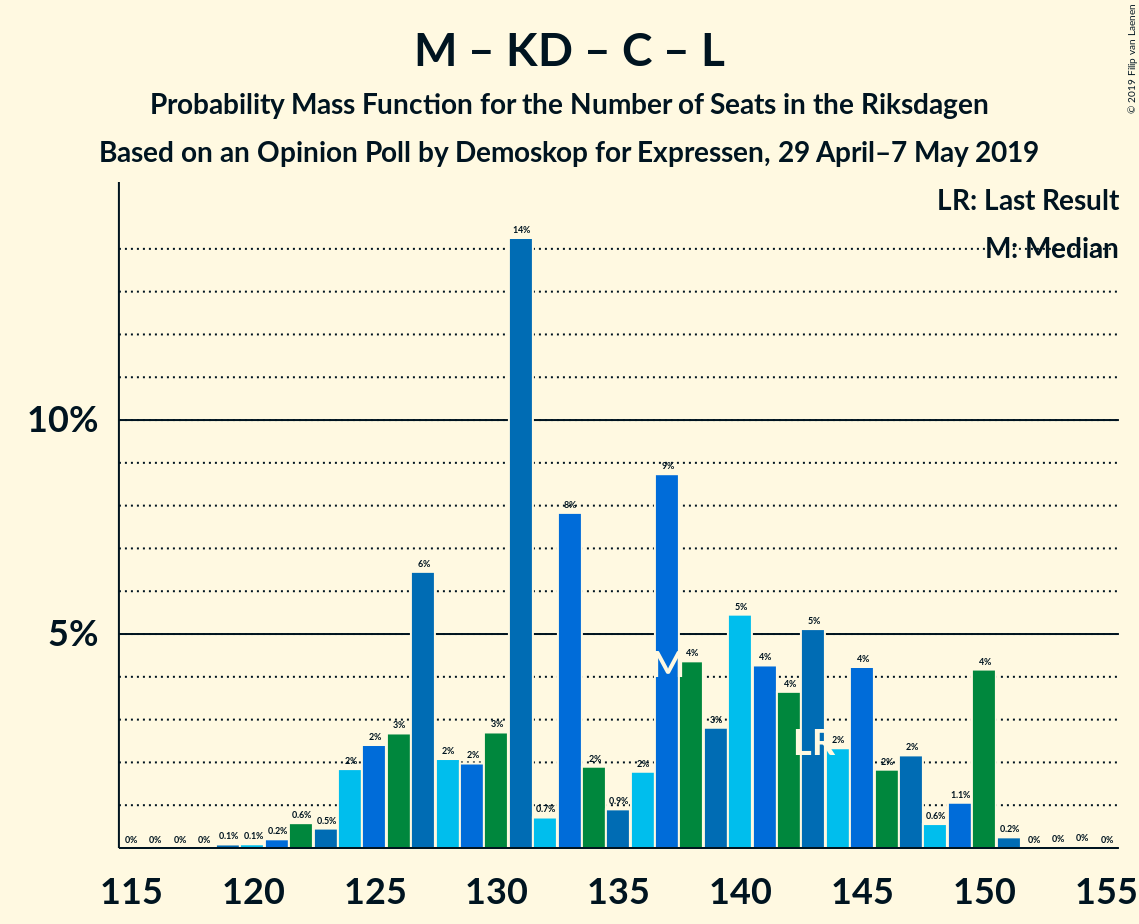 M – KD – C – L
Probability Mass Function for the Number of Seats in the Riksdagen
Based on an Opinion Poll by Demoskop for Expressen, 29 April–7 May 2019
© 2019 Filip van Laenen
LR: Last Result
M: Median
10%
5%
0% 0% 0% 0% 0.1% 0.1% 0.2% 0.6% 0.5% 2% 2% 3% 6% 2% 2% 3% 14% 0.7% 8% 2% 0.9% 2% 9% 4% 3% 5% 4% 4% 5% 2% 4% 2% 2% 0.6% 1.1% 4% 0.2% 0% 0% 0% 0%
M
LR
115 120 125 130 135 140 145 150 155